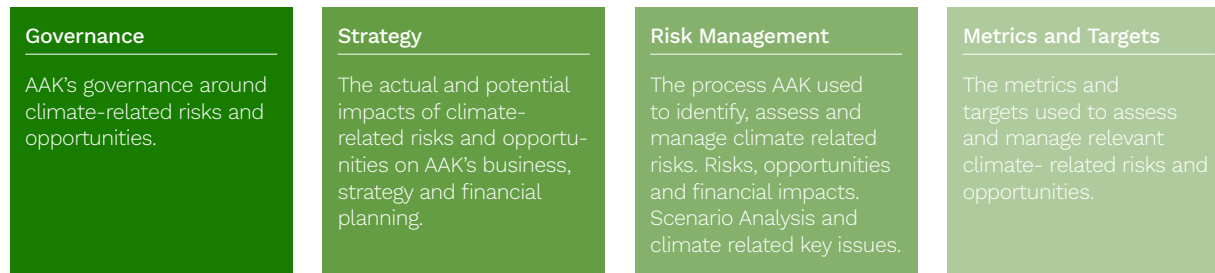 Governance
AAK's governance around
climate-related risks and
opportunities.
Strategy
The actual and potential
impacts of climate-
related risks and opportu-
nities on AAK's business,
strategy and financial
planning.
Risk Management
The process AAK used
to identify, assess and
manage climate related
risks. Risks, opportunities
and financial impacts.
Scenario Analysis and
climate related key issues.
Metrics and Targets
The metrics and
targets used to assess
and manage relevant
climate- related risks and
opportunities.